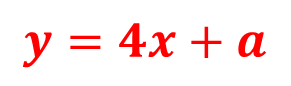 y = 4x + a